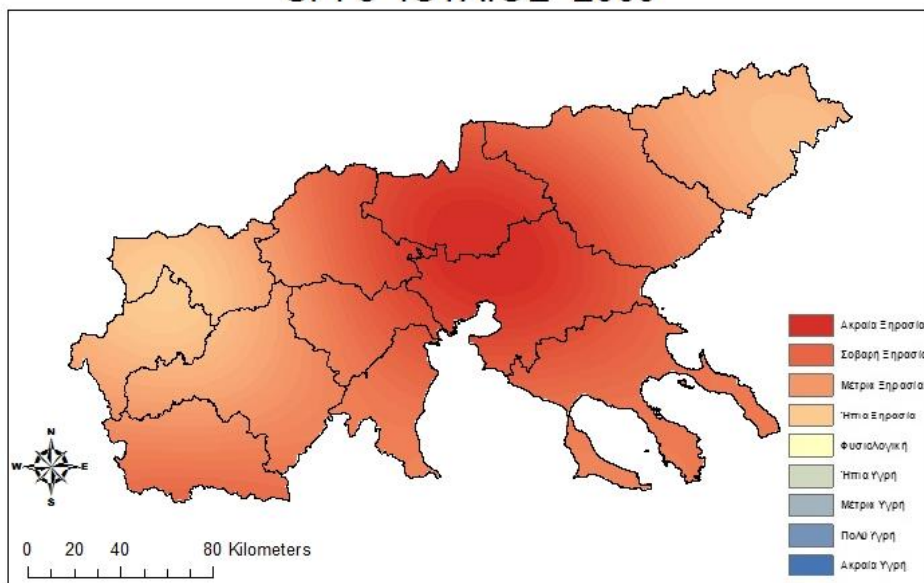 Ακραία Ξηρασία
Σοβαρή Ξηρασία
Μέτρια Ξηρασία
Ήπια Ξηρασία
Φυσιολογική
Ήπια Υγρή
Μέτρια Υγρή
Πολύ Υγρή
Ακραία Υγρή
N
W E
S
0 20 40 80 Kilometers